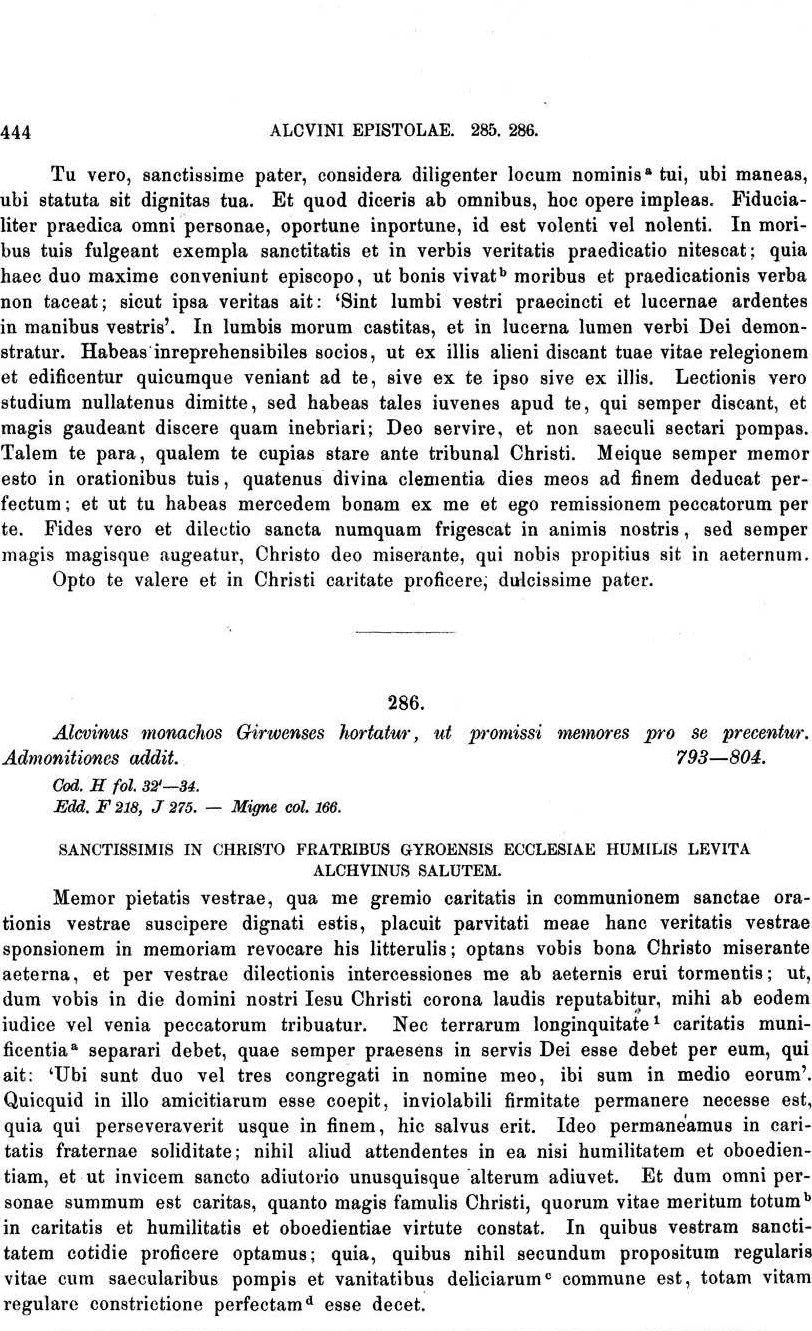 444 ALCVINI EPISTOLAE. 285. 286.
Tu vero, sanctissime pater, considera diligenter locum nominis ᵃ tui, ubi maneas,
ubi statuta sit dignitas tua. Et quod diceris ab omnibus, hoc opere impleas. Fiducia-
liter praedica omni personae, oportune inportune, id est volenti vel nolenti. In mori-
bus tuis fulgeant exempla sanctitatis et in verbis veritatis praedicatio nitescat; quia
haec duo maxime conveniunt episcopo, ut bonis vivat ᵇ moribus et praedicationis verba
non taceat; sicut ipsa veritas ait: ‘Sint lumbi vestri praecincti et lucernae ardentes
in manibus vestris’. In lumbis morum castitas, et in lucerna lumen verbi Dei demon-
stratur. Habeas inreprehensibiles socios, ut ex illis alieni discant tuae vitae relegionem
et edificentur quicumque veniant ad te, sive ex te ipso sive ex illis. Lectionis vero
studium nullatenus dimitte, sed habeas tales iuvenes apud te, qui semper discant, et
magis gaudeant discere quam inebriari; Deo servire, et non saeculi sectari pompas.
Talem te para, qualem te cupias stare ante tribunal Christi. Meique semper memor
esto in orationibus tuis, quatenus divina clementia dies meos ad finem deducat per-
fectum; et ut tu habeas mercedem bonam ex me et ego remissionem peccatorum per
te. Fides vero et dilectio sancta numquam frigescat in animis nostris, sed semper
magis magisque augeatur, Christo deo miserante, qui nobis propitius sit in aeternum.
Opto te valere et in Christi caritate proficere, dulcissime pater.
286.
Alcvinus monachos Girwenses hortatur, ut promissi memores pro se precentur.
Admonitiones addit. 793—804.
Cod. H fol. 32'—34.
Edd. F 218, J 275. — Migne col. 166.
SANCTISSIMIS IN CHRISTO FRATRIBUS GYROENSIS ECCLESIAE HUMILIS LEVITA
ALCHVINUS SALUTEM.
Memor pietatis vestrae, qua me gremio caritatis in communionem sanctae ora-
tionis vestrae suscipere dignati estis, placuit parvitati meae hanc veritatis vestrae
sponsionem in memoriam revocare his litterulis; optans vobis bona Christo miserante
aeterna, et per vestrae dilectionis intercessiones me ab aeternis erui tormentis; ut,
dum vobis in die domini nostri Iesu Christi corona laudis reputabitur, mihi ab eodem
iudice vel venia peccatorum tribuatur. Nec terrarum longinquitate ¹ caritatis muni-
ficentia ᵃ separari debet, quae semper praesens in servis Dei esse debet per eum, qui
ait: ‘Ubi sunt duo vel tres congregati in nomine meo, ibi sum in medio eorum’.
Quicquid in illo amicitiarum esse coepit, inviolabili firmitate permanere necesse est,
quia qui perseveraverit usque in finem, hic salvus erit. Ideo permaneamus in cari-
tatis fraternae soliditate; nihil aliud attendentes in ea nisi humilitatem et oboedien-
tiam, et ut invicem sancto adiutorio unusquisque alterum adiuvet. Et dum omni per-
sonae summum est caritas, quanto magis famulis Christi, quorum vitae meritum totum ᵇ
in caritatis et humilitatis et oboedientiae virtute constat. In quibus vestram sancti-
tatem cotidie proficere optamus; quia, quibus nihil secundum propositum regularis
vitae cum saecularibus pompis et vanitatibus deliciarum ᶜ commune est, totam vitam
regulare constrictione perfectam ᵈ esse decet.